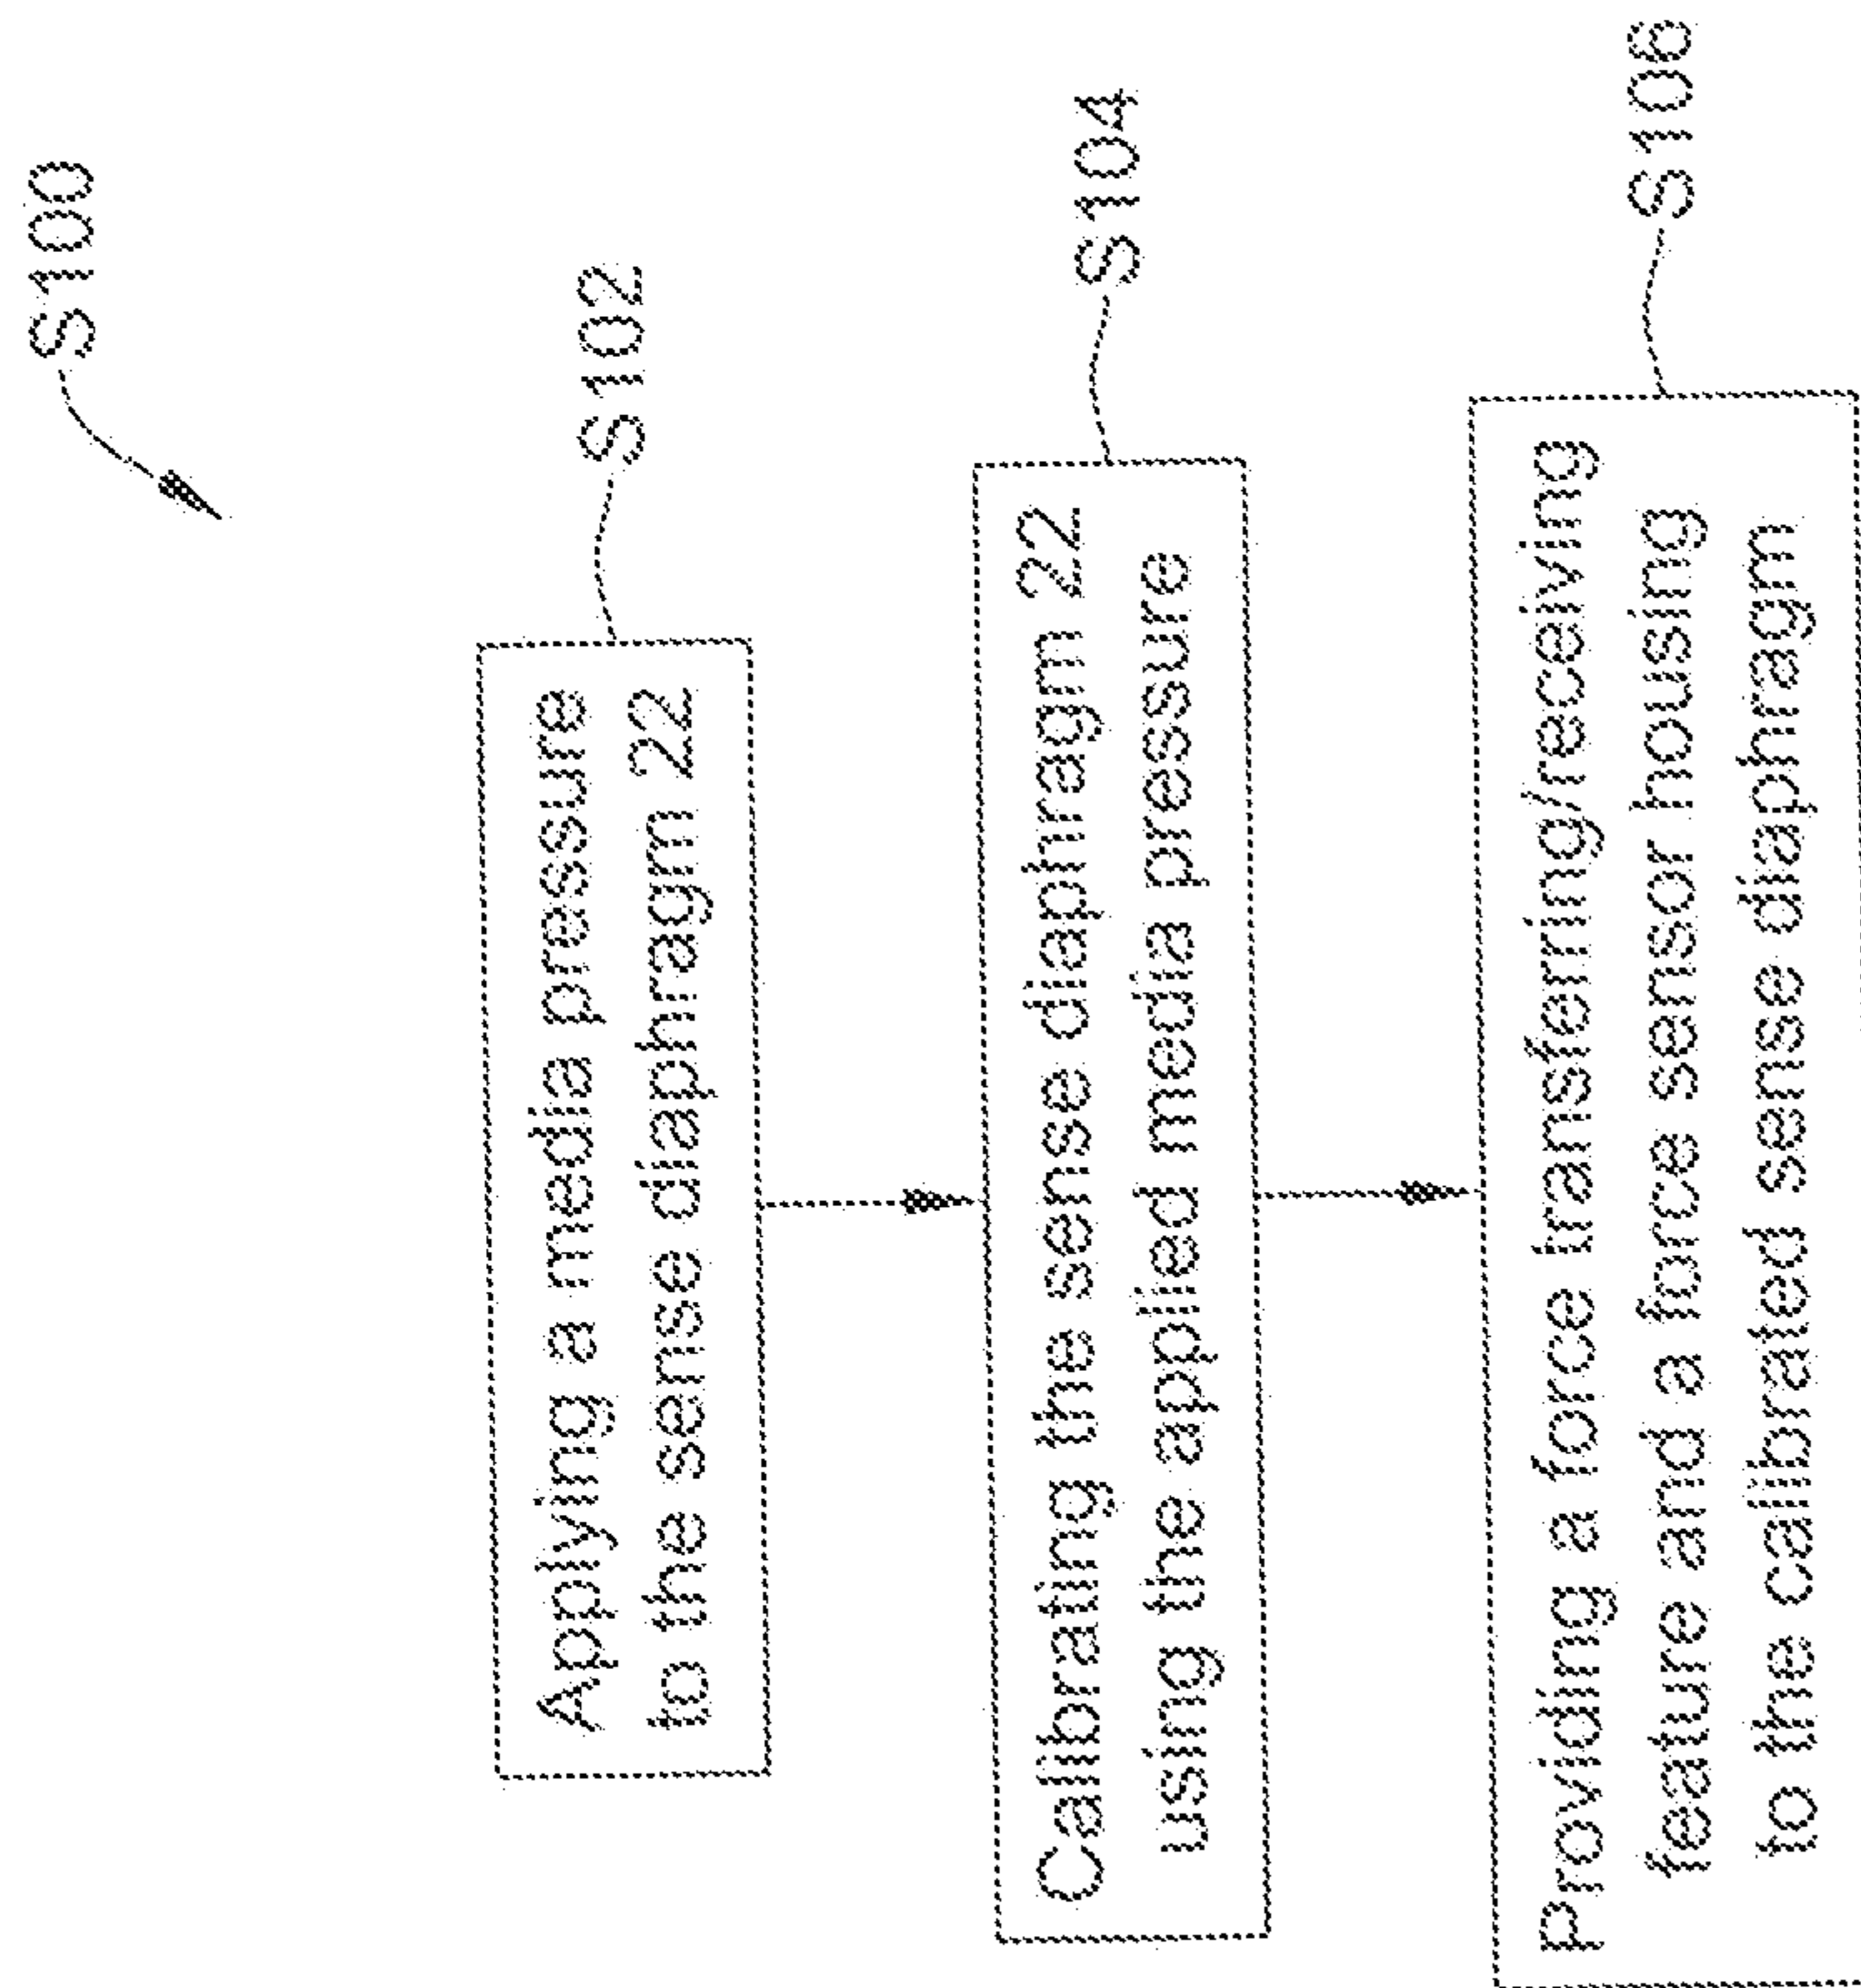 S100
Applying a media pressure
to the sense diaphragm 22
S102
Calibrating the sense diaphragm 22
using the applied media pressure
S104
Providing a force transferring/receiving
feature and a force sensor housing
to the calibrated sense diaphragm
S106